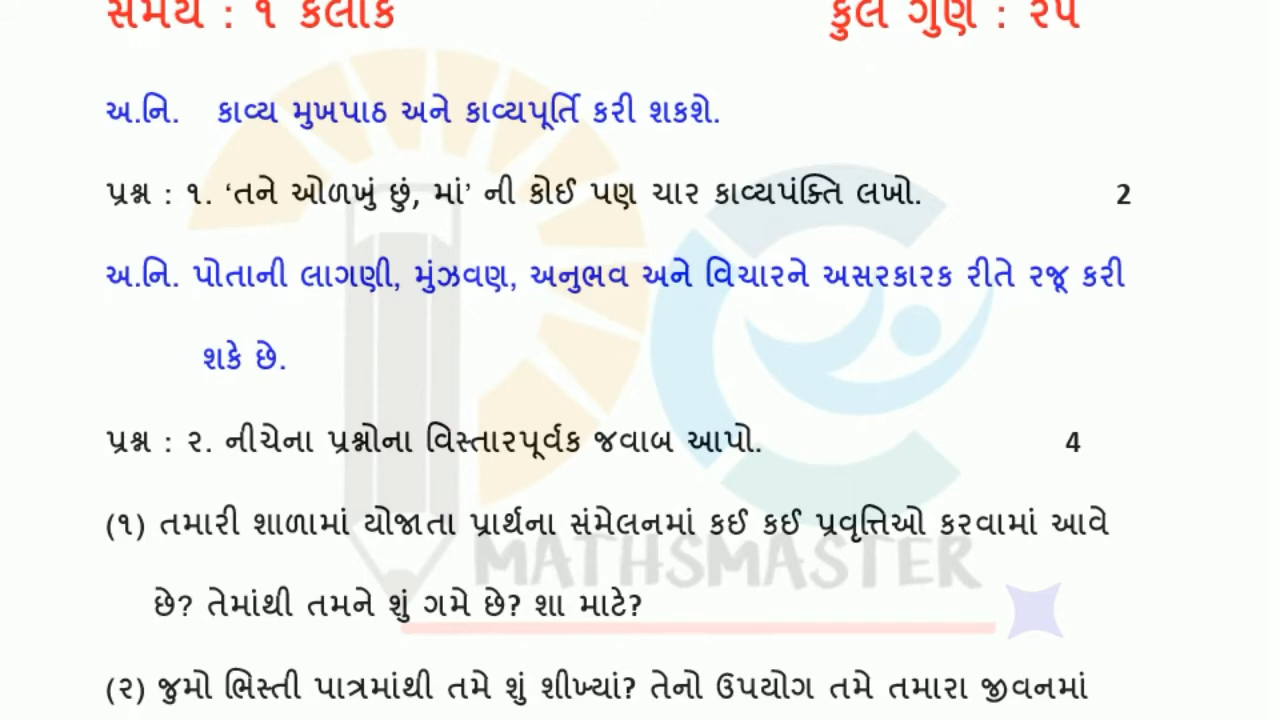 સમય : ૧ કલાક કુલ ગુણ : ૨૫
અ.નિ. કાવ્ય મુખપાઠ અને કાવ્યપૂર્તિ કરી શકશે.
પ્રશ્ન : ૧. ‘તને ઓળખું છું, માં’ ની કોઈ પણ ચાર કાવ્યપંક્તિ લખો. 2
અ.નિ. પોતાની લાગણી, મુંઝવણ, અનુભવ અને વિચારને અસરકારક રીતે રજૂ કરી
શકે છે.
પ્રશ્ન : ૨. નીચેના પ્રશ્નોના વિસ્તારપૂર્વક જવાબ આપો. 4
(૧) તમારી શાળામાં યોજાતા પ્રાર્થના સંમેલનમાં કઈ કઈ પ્રવૃત્તિઓ કરવામાં આવે
MATHSMASTER
છે? તેમાંથી તમને શું ગમે છે? શા માટે?
(૨) જુમો ભિસ્તી પાત્રમાંથી તમે શું શીખ્યાં? તેનો ઉપયોગ તમે તમારા જીવનમાં